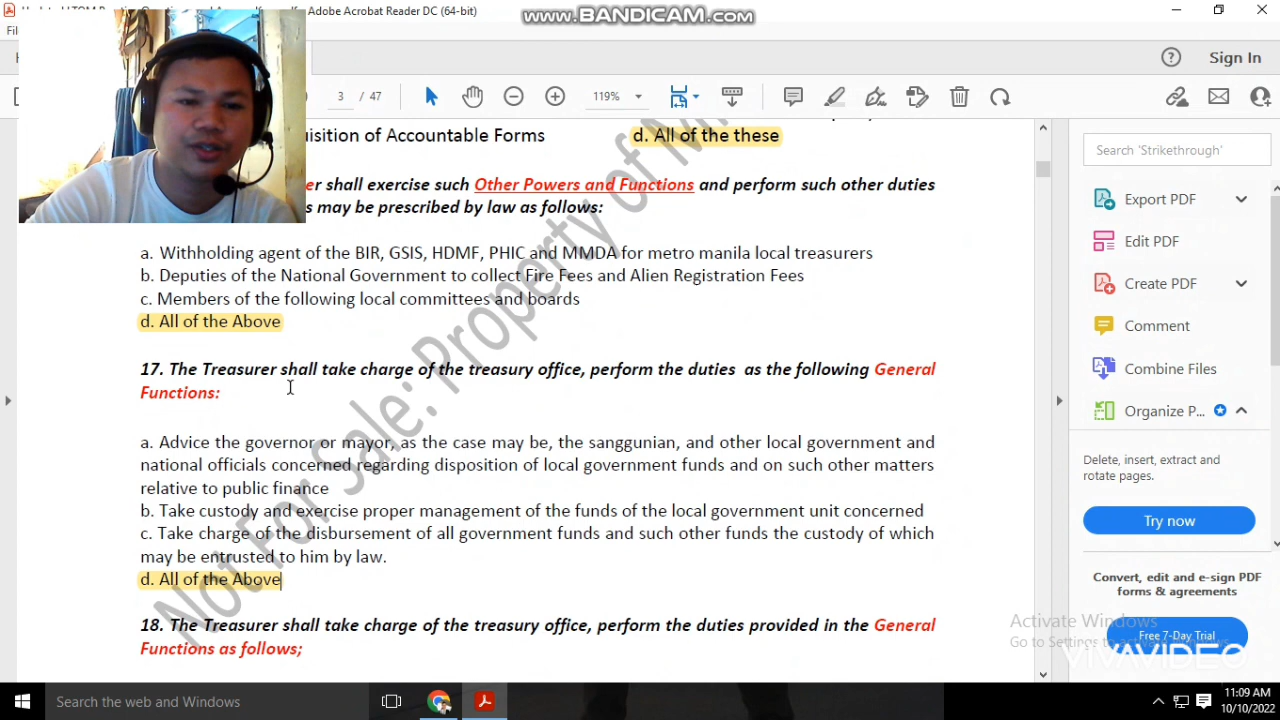 Adobe Acrobat Reader DC (64-bit)
www.BANDICAM.com
Sign In
3 / 47
119%
Search 'Strikethrough'
of Accountable Forms
d. All of the these
shall exercise such Other Powers and Functions and perform such other duties
may be prescribed by law as follows:
a. Withholding agent of the BIR, GSIS, HDMF, PHIC and MMDA for metro manila local treasurers
b. Deputies of the National Government to collect Fire Fees and Alien Registration Fees
c. Members of the following local committees and boards
d. All of the Above
17. The Treasurer shall take charge of the treasury office, perform the duties as the following General
Functions:
a. Advice the governor or mayor, as the case may be, the sanggunian, and other local government and
national officials concerned regarding disposition of local government funds and on such other matters
relative to public finance
b. Take custody and exercise proper management of the funds of the local government unit concerned
c. Take charge of the disbursement of all government funds and such other funds the custody of which
may be entrusted to him by law.
d. All of the Above
18. The Treasurer shall take charge of the treasury office, perform the duties provided in the General
Functions as follows;
Not For Sale: Property of
Export PDF
Edit PDF
Create PDF
Comment
Combine Files
Organize P...
Delete, insert, extract and
rotate pages.
Try now
Convert, edit and e-sign PDF
forms & agreements
Free 7-Day Trial
Activate Windows
Go to Settings to
VIVAVIDEO
Search the web and Windows
11:09 AM
10/10/2022